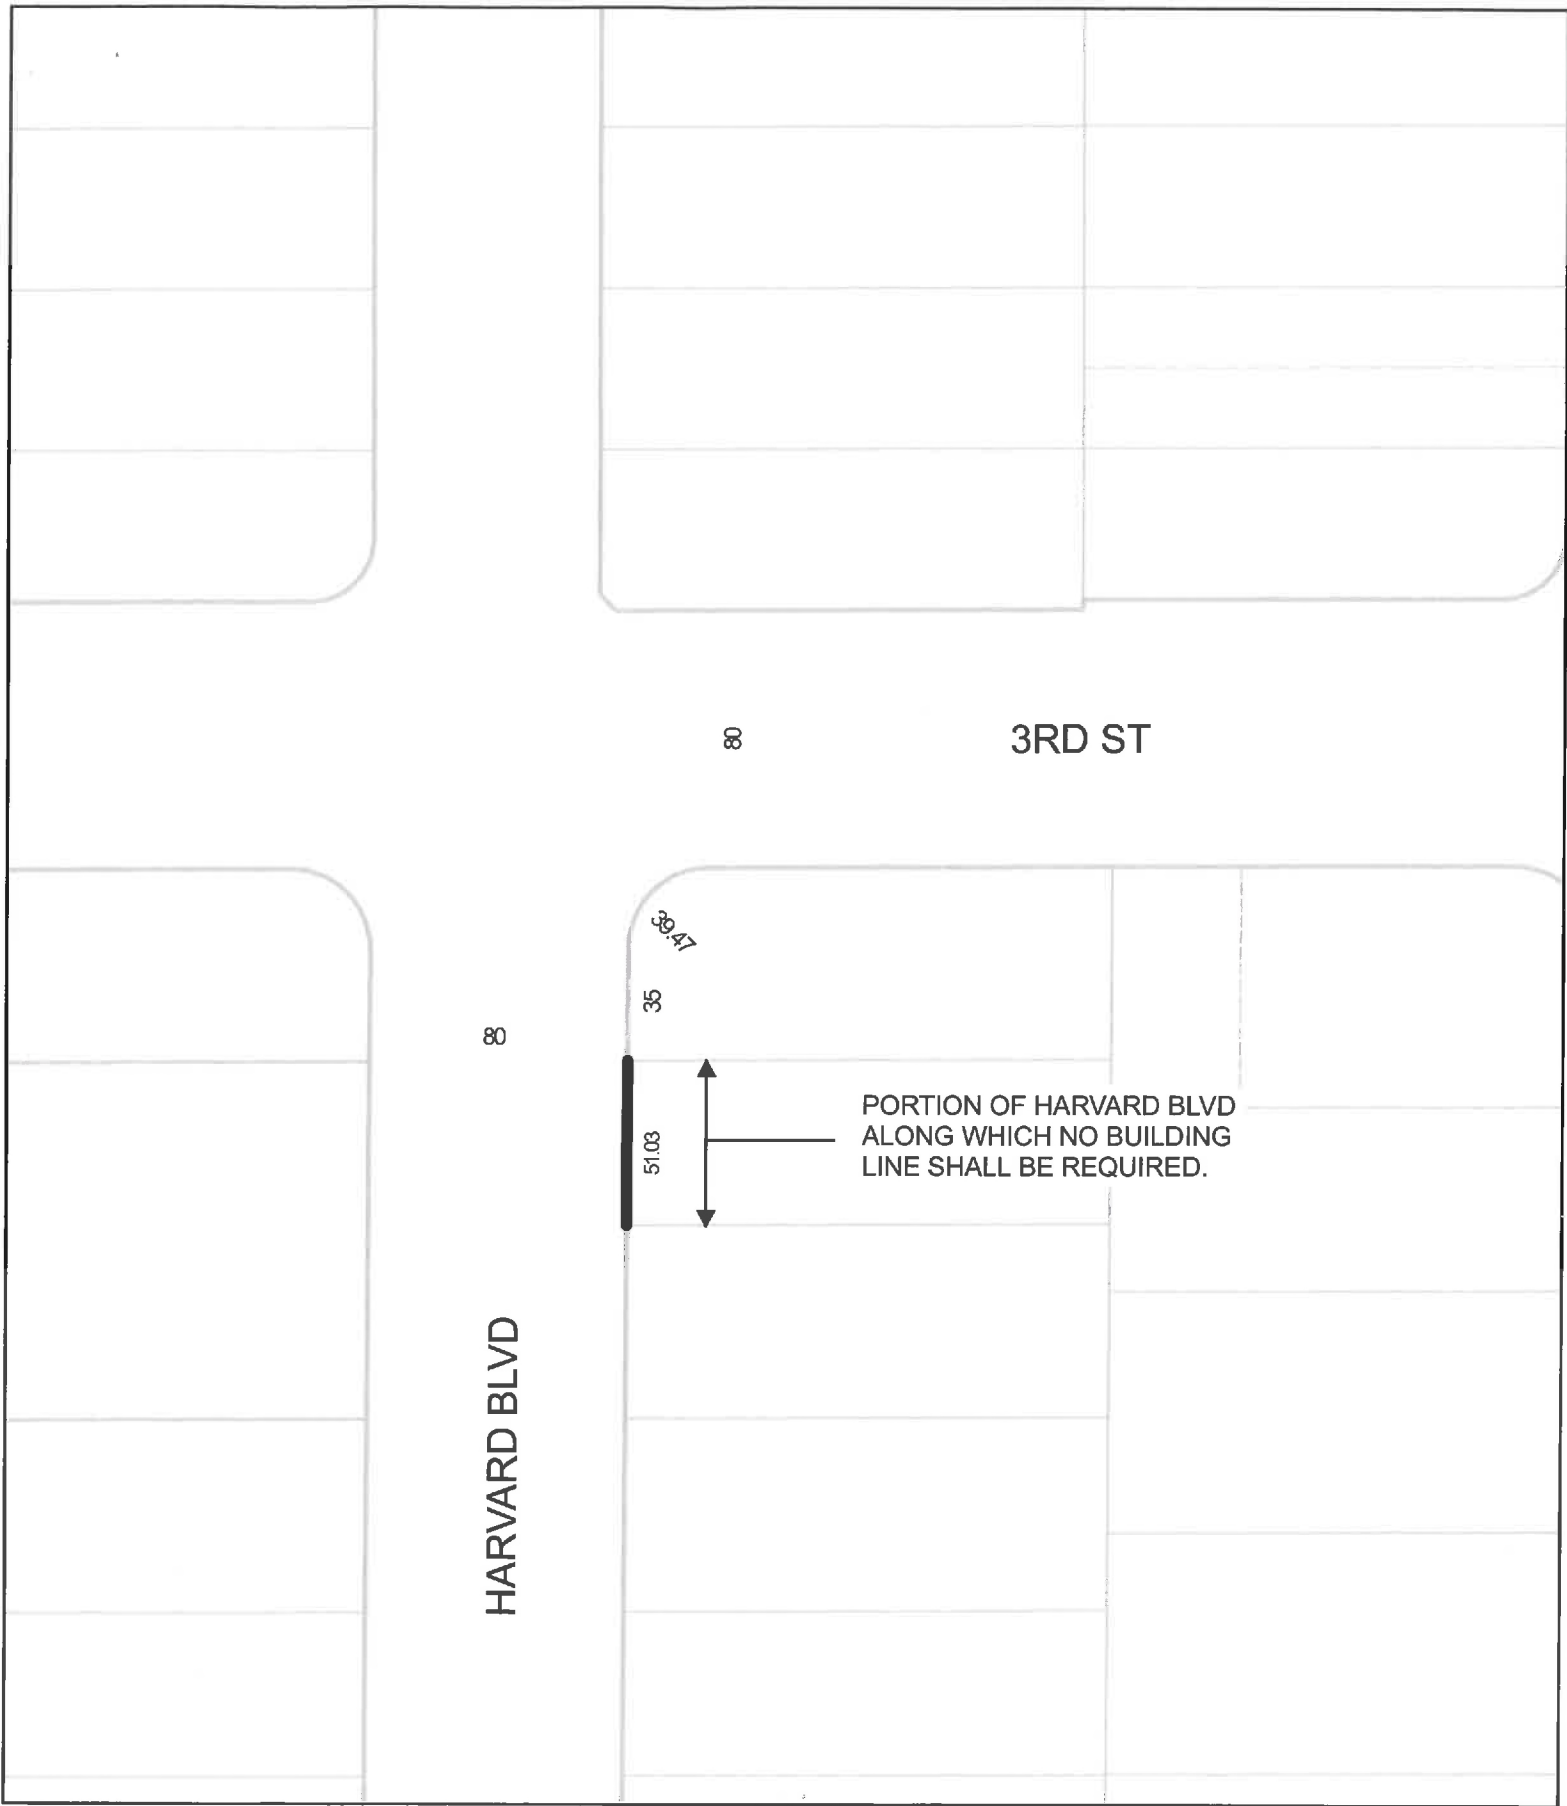 80
3RD ST
39.47
35
80
51.03
PORTION OF HARVARD BLVD
ALONG WHICH NO BUILDING
LINE SHALL BE REQUIRED.
HARVARD BLVD